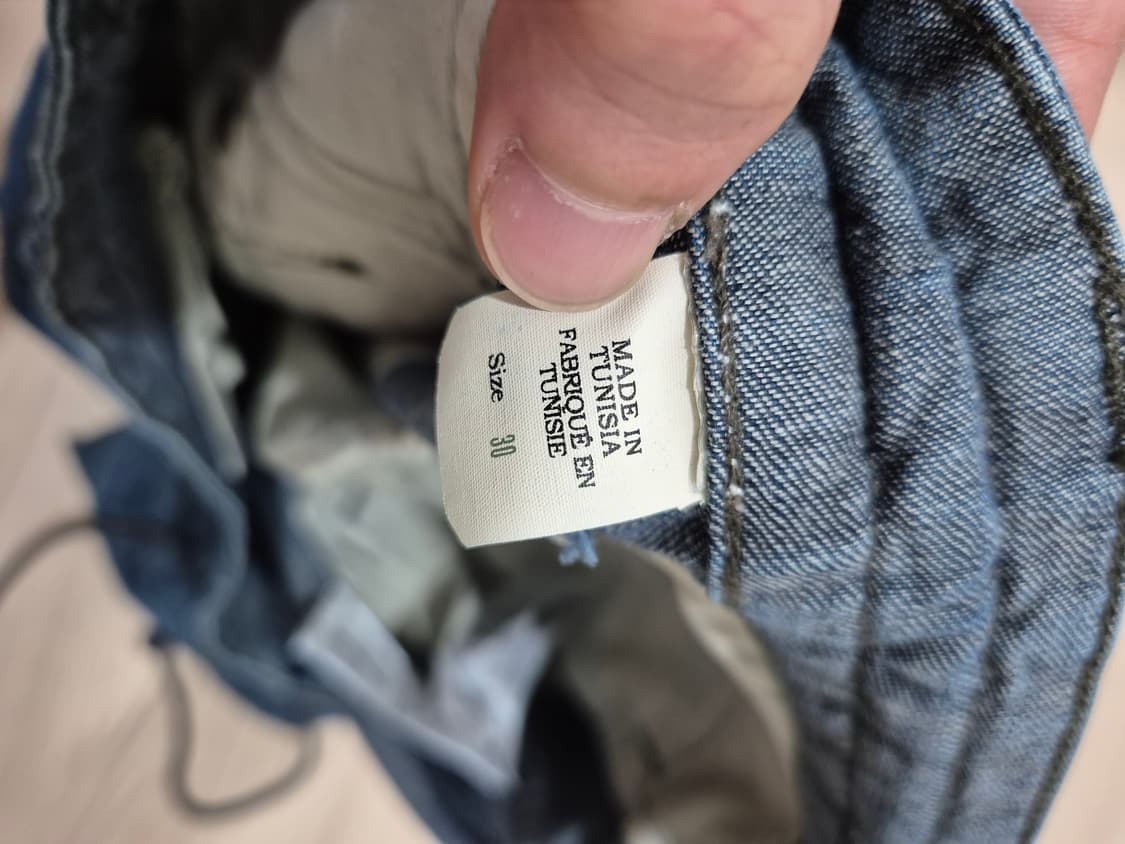 MADE IN
TUNISIA
FABRIQUÉ EN
TUNISIE
Size 30